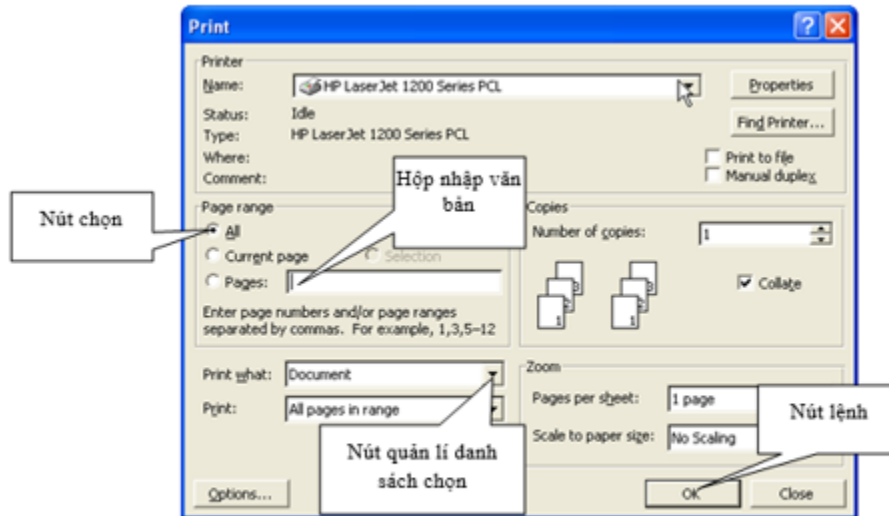 Print
Printer
Name:
HP LaserJet 1200 Series PCL
Properties
Status:
Idle
Find Printer...
Type:
HP LaserJet 1200 Series PCL
Where:
Print to file
Comment:
Manual duplex
Hộp nhập văn
bản
Nút chọn
Page range
All
Current page
Selection
Pages:
Enter page numbers and/or page ranges
separated by commas. For example, 1,3,5–12
Copies
Number of copies:
1
Collate
Print what:
Document
Print:
All pages in range
Nút quản lí danh
sách chọn
Zoom
Pages per sheet:
1 page
Scale to paper size:
No Scaling
Nút lệnh
Options...
OK
Close